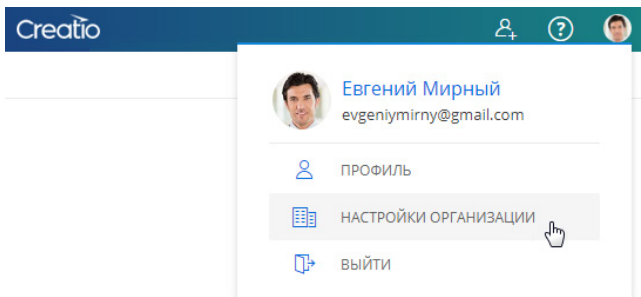 Creatio
Евгений Мирный
evgeniymirny@gmail.com
ПРОФИЛЬ
НАСТРОЙКИ ОРГАНИЗАЦИИ
ВЫЙТИ